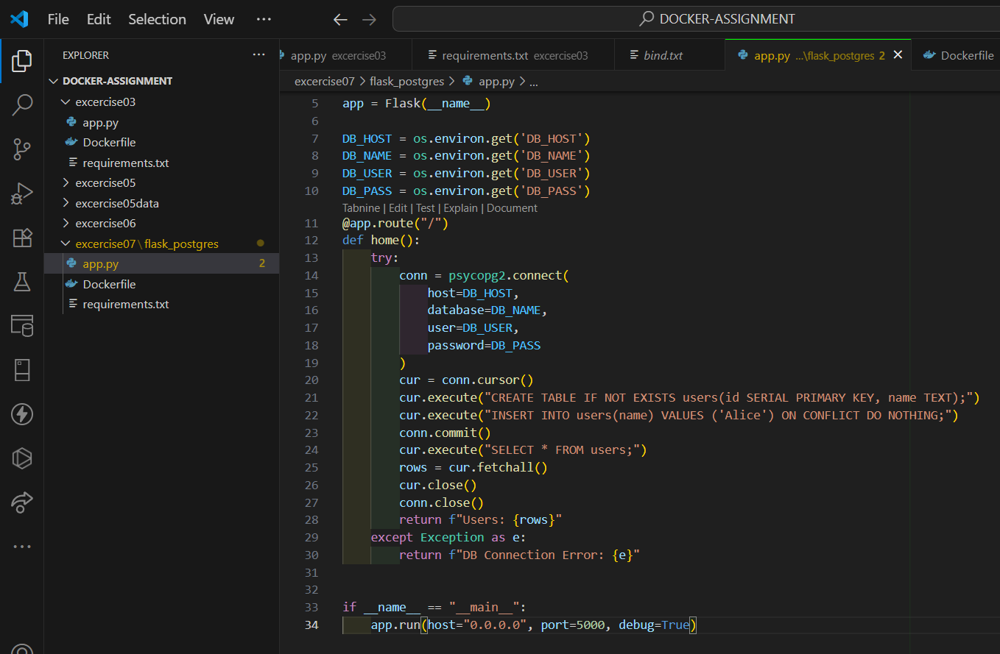 File Edit Selection View ··· ← → DOCKER-ASSIGNMENT
EXPLORER ···
DOCKER-ASSIGNMENT
excercise03
app.py
Dockerfile
requirements.txt
excercise05
excercise05data
excercise06
excercise07\flask_postgres
app.py 2
Dockerfile
requirements.txt
app.py excercise03 requirements.txt excercise03 bind.txt app.py ...\flask_postgres 2 Dockerfile
excercise07 > flask_postgres > app.py > ...
5 app = Flask(__name__)
6
7 DB_HOST = os.environ.get('DB_HOST')
8 DB_NAME = os.environ.get('DB_NAME')
9 DB_USER = os.environ.get('DB_USER')
10 DB_PASS = os.environ.get('DB_PASS')
Tabnine | Edit | Test | Explain | Document
11 @app.route("/")
12 def home():
13     try:
14         conn = psycopg2.connect(
15             host=DB_HOST,
16             database=DB_NAME,
17             user=DB_USER,
18             password=DB_PASS
19         )
20         cur = conn.cursor()
21         cur.execute("CREATE TABLE IF NOT EXISTS users(id SERIAL PRIMARY KEY, name TEXT);")
22         cur.execute("INSERT INTO users(name) VALUES ('Alice') ON CONFLICT DO NOTHING;")
23         conn.commit()
24         cur.execute("SELECT * FROM users;")
25         rows = cur.fetchall()
26         cur.close()
27         conn.close()
28         return f"Users: {rows}"
29     except Exception as e:
30         return f"DB Connection Error: {e}"
31
32
33 if __name__ == "__main__":
34     app.run(host="0.0.0.0", port=5000, debug=True)